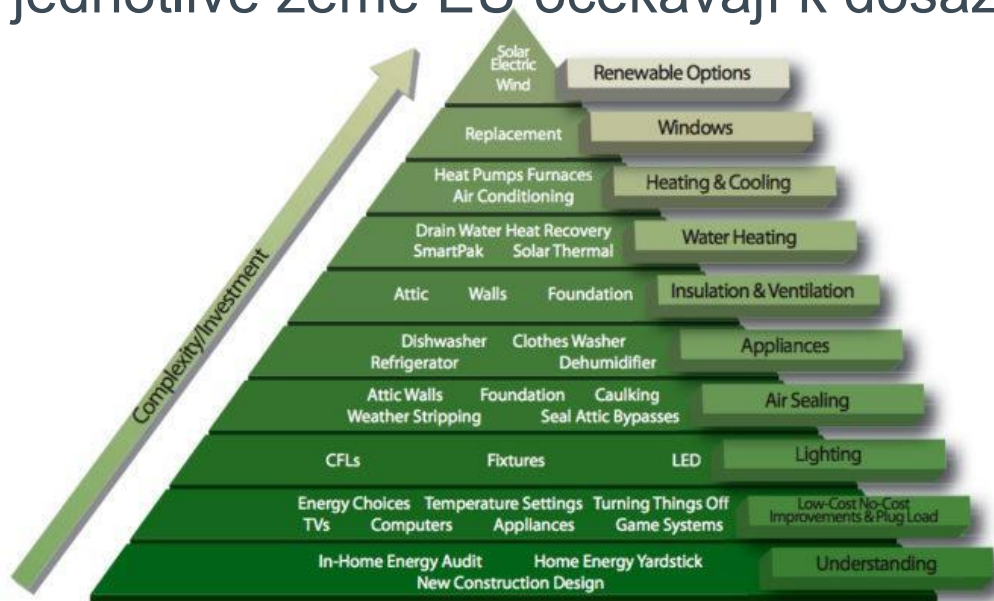 jednotlivé země EU očekávají k dosaž
Solar
Electric
Wind
Renewable Options
Replacement
Windows
Heat Pumps Furnaces
Air Conditioning
Heating & Cooling
Drain Water Heat Recovery
SmartPak Solar Thermal
Water Heating
Attic Walls Foundation
Insulation & Ventilation
Dishwasher Clothes Washer
Refrigerator Dehumidifier
Appliances
Attic Walls Foundation Caulking
Weather Stripping Seal Attic Bypasses
Air Sealing
CFLs Fixtures LED
Lighting
Energy Choices Temperature Settings Turning Things Off
TVs Computers Appliances Game Systems
Low-Cost No-Cost
Improvements & Plug Load
In-Home Energy Audit Home Energy Yardstick
New Construction Design
Understanding
Complexity/Investment